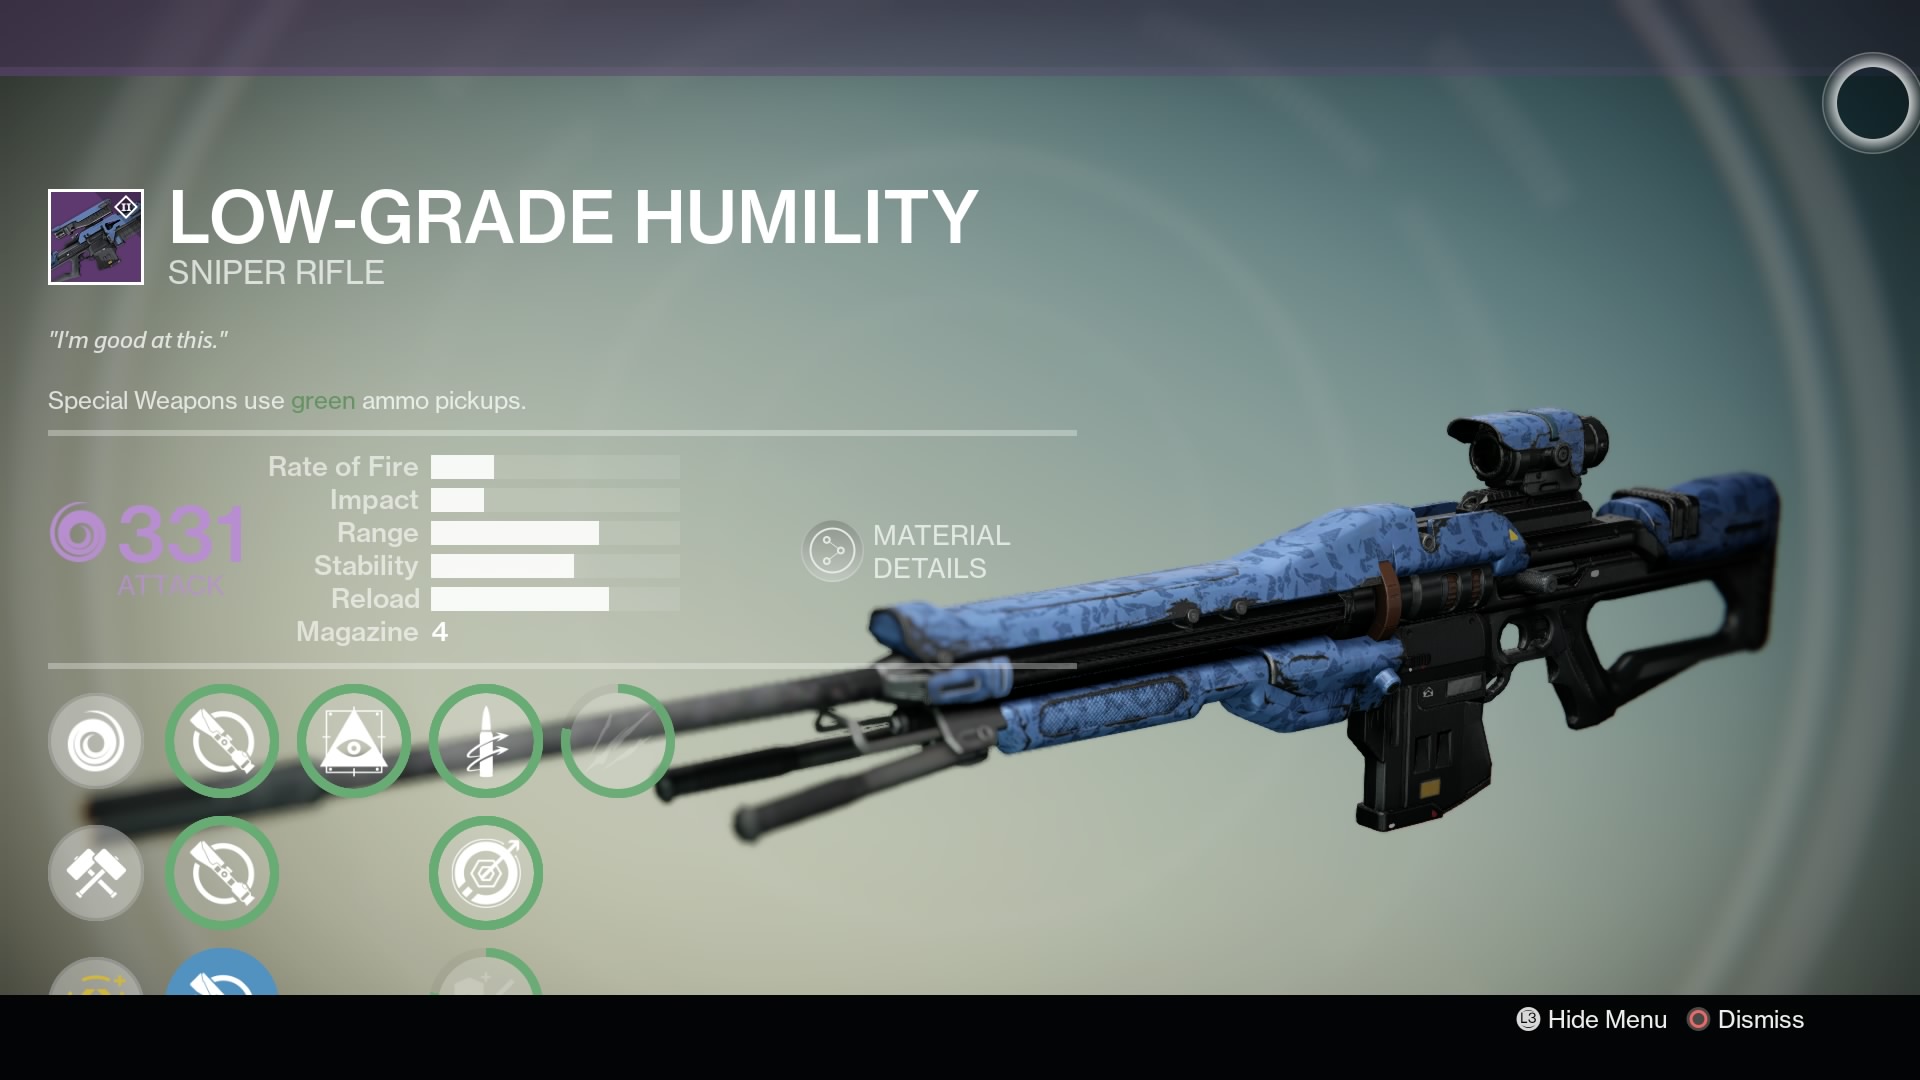 LOW-GRADE HUMILITY
SNIPER RIFLE
"I'm good at this."
Special Weapons use green ammo pickups.
331
ATTACK
Rate of Fire
Impact
Range
Stability
Reload
Magazine 4
MATERIAL
DETAILS
L3 Hide Menu Dismiss